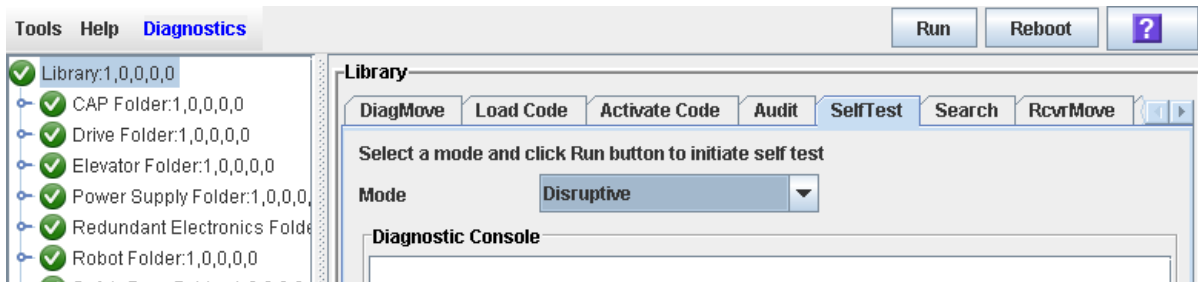 Tools Help Diagnostics Run Reboot ?
Library:1,0,0,0,0
CAP Folder:1,0,0,0,0
Drive Folder:1,0,0,0,0
Elevator Folder:1,0,0,0,0
Power Supply Folder:1,0,0,0,
Redundant Electronics Folde
Robot Folder:1,0,0,0,0
Library
DiagMove Load Code Activate Code Audit SelfTest Search RcvrMove
Select a mode and click Run button to initiate self test
Mode Disruptive
Diagnostic Console